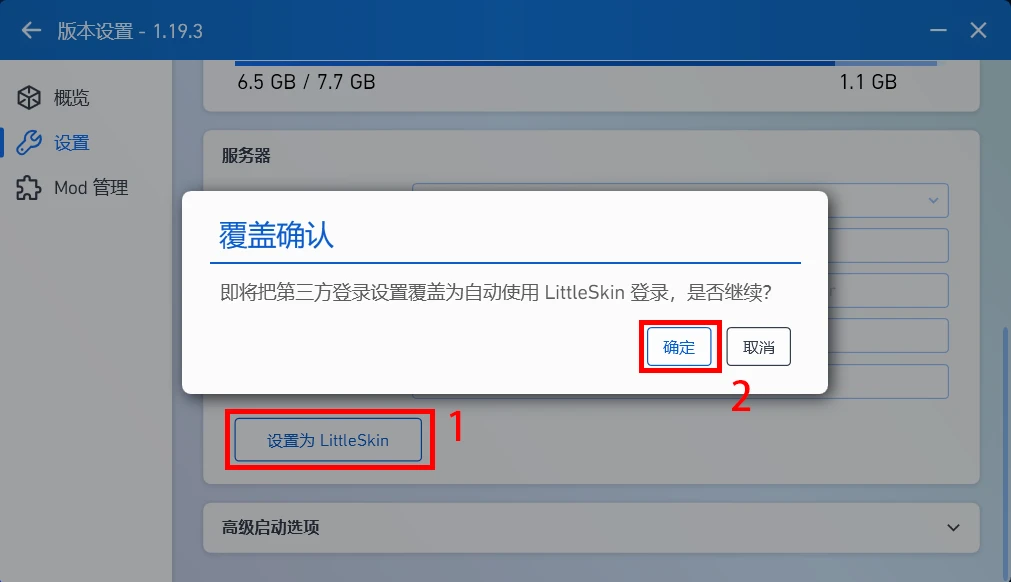 版本设置 - 1.19.3
概览
设置
Mod 管理
6.5 GB / 7.7 GB
1.1 GB
服务器
覆盖确认
即将把第三方登录设置覆盖为自动使用 LittleSkin 登录，是否继续？
确定
取消
2
设置为 LittleSkin
1
高级启动选项